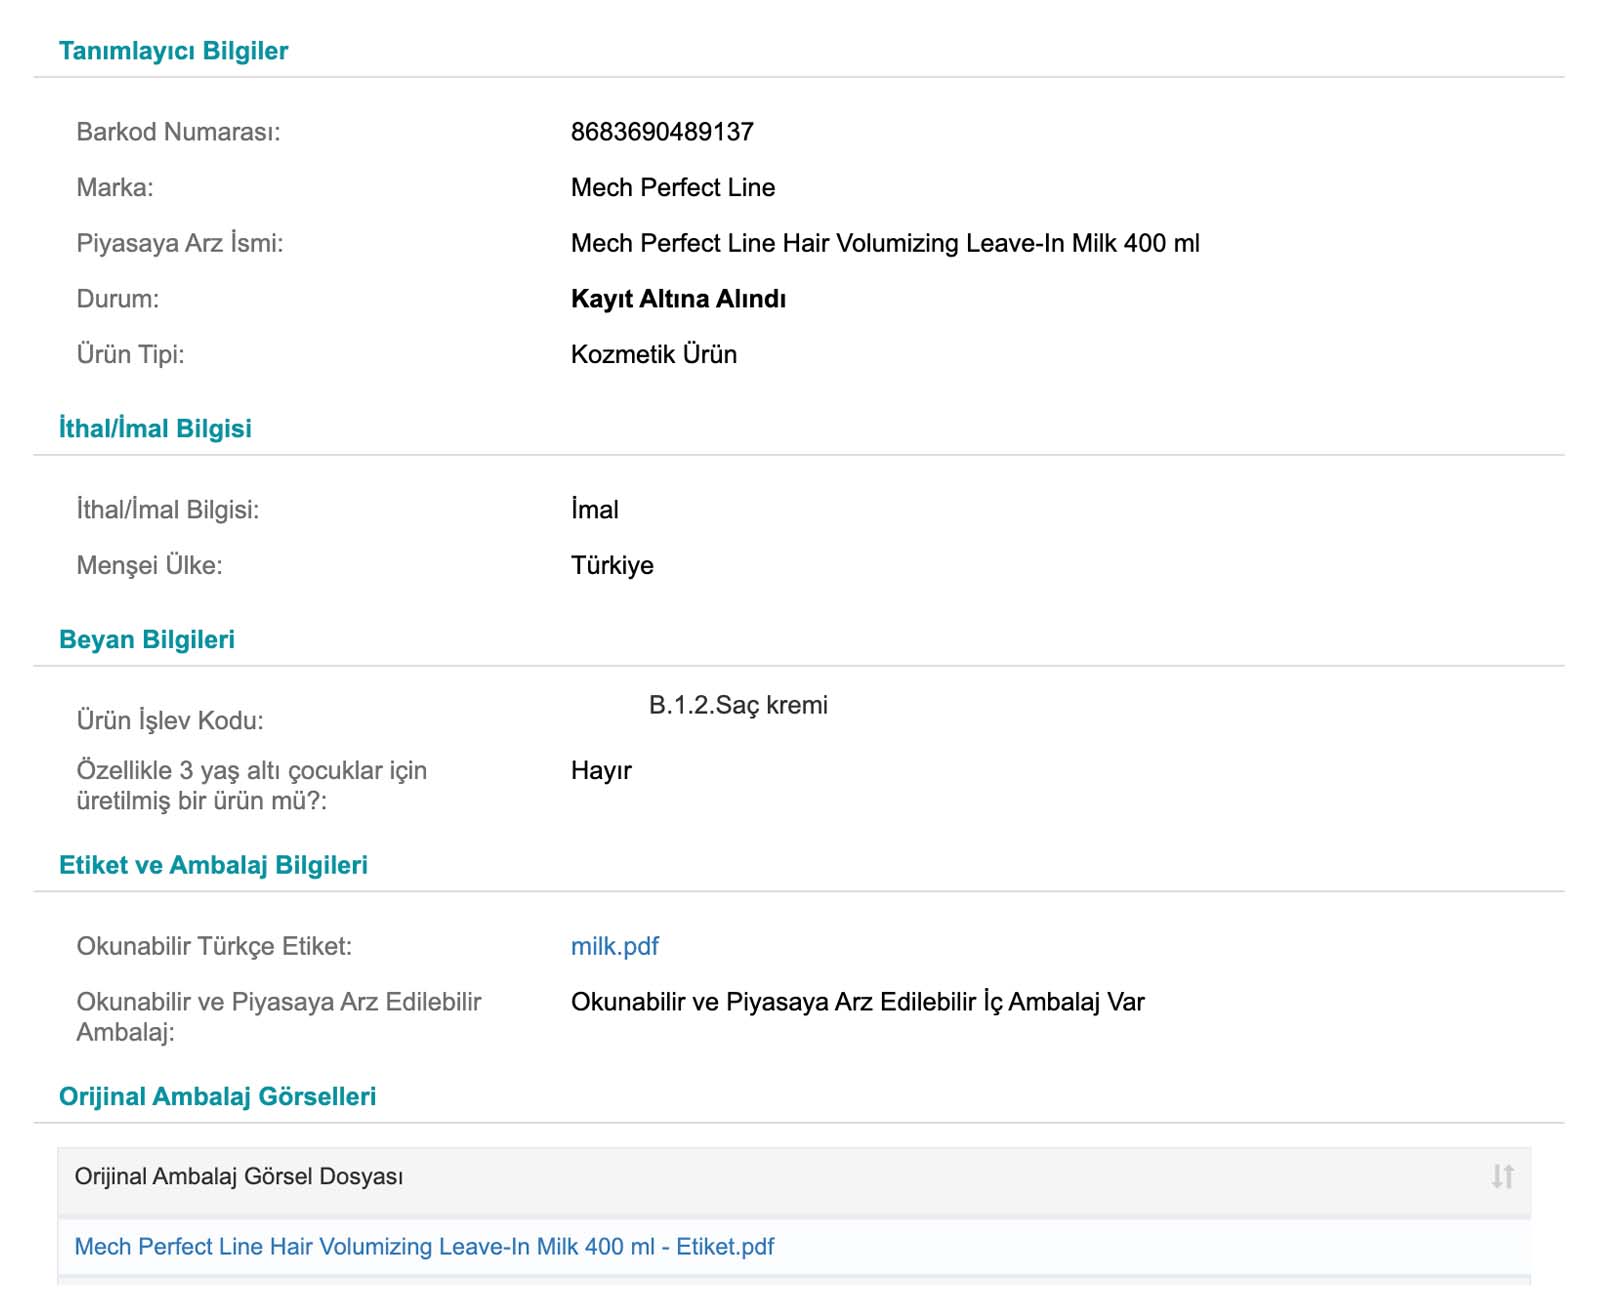 Tanımlayıcı Bilgiler
Barkod Numarası: 8683690489137
Marka: Mech Perfect Line
Piyasaya Arz İsmi: Mech Perfect Line Hair Volumizing Leave-In Milk 400 ml
Durum: Kayıt Altına Alındı
Ürün Tipi: Kozmetik Ürün
İthal/İmal Bilgisi
İthal/İmal Bilgisi: İmal
Menşei Ülke: Türkiye
Beyan Bilgileri
Ürün İşlev Kodu: B.1.2.Saç kremi
Özellikle 3 yaş altı çocuklar için Hayır
üretilmiş bir ürün mü?:
Etiket ve Ambalaj Bilgileri
Okunabilir Türkçe Etiket: milk.pdf
Okunabilir ve Piyasaya Arz Edilebilir Okunabilir ve Piyasaya Arz Edilebilir İç Ambalaj Var
Ambalaj:
Orijinal Ambalaj Görselleri
Orijinal Ambalaj Görsel Dosyası
Mech Perfect Line Hair Volumizing Leave-In Milk 400 ml - Etiket.pdf